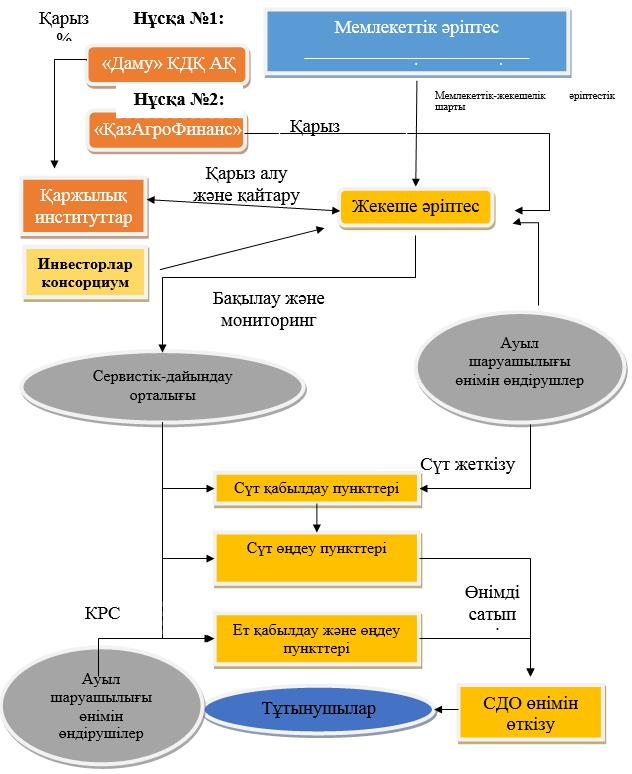 Қарыз
%
Нұсқа №1:
«Даму» КДҚ АҚ
Мемлекеттік әріптес
Нұсқа №2:
«ҚазАгроФинанс»
Қарыз
Мемлекеттік-жекешелік әріптестік
шарты
Қаржылық
институттар
Қарыз алу
және қайтару
Жекеше әріптес
Инвесторлар
консорциум
Бақылау және
мониторинг
Сервистік-дайындау
орталығы
Ауыл
шаруашылығы
өнімін өндірушлер
Сүт жеткізу
Сүт қабылдау пункттері
Сүт өңдеу пункттері
Өнімді
сатып
КРС
Ет қабылдау және өңдеу
пункттері
Ауыл
шаруашылығы
өнімін
өндірушілер
Тұтынушылар
СДО өнімін
өткізу